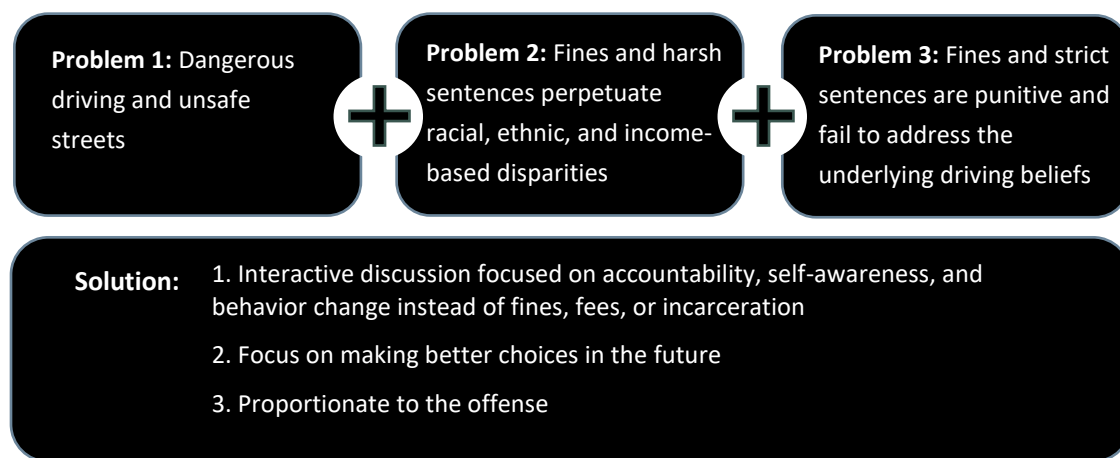 Problem 1: Dangerous
driving and unsafe
streets
Problem 2: Fines and harsh
sentences perpetuate
racial, ethnic, and income-
based disparities
Problem 3: Fines and strict
sentences are punitive and
fail to address the
underlying driving beliefs
Solution:
1. Interactive discussion focused on accountability, self-awareness, and
behavior change instead of fines, fees, or incarceration
2. Focus on making better choices in the future
3. Proportionate to the offense